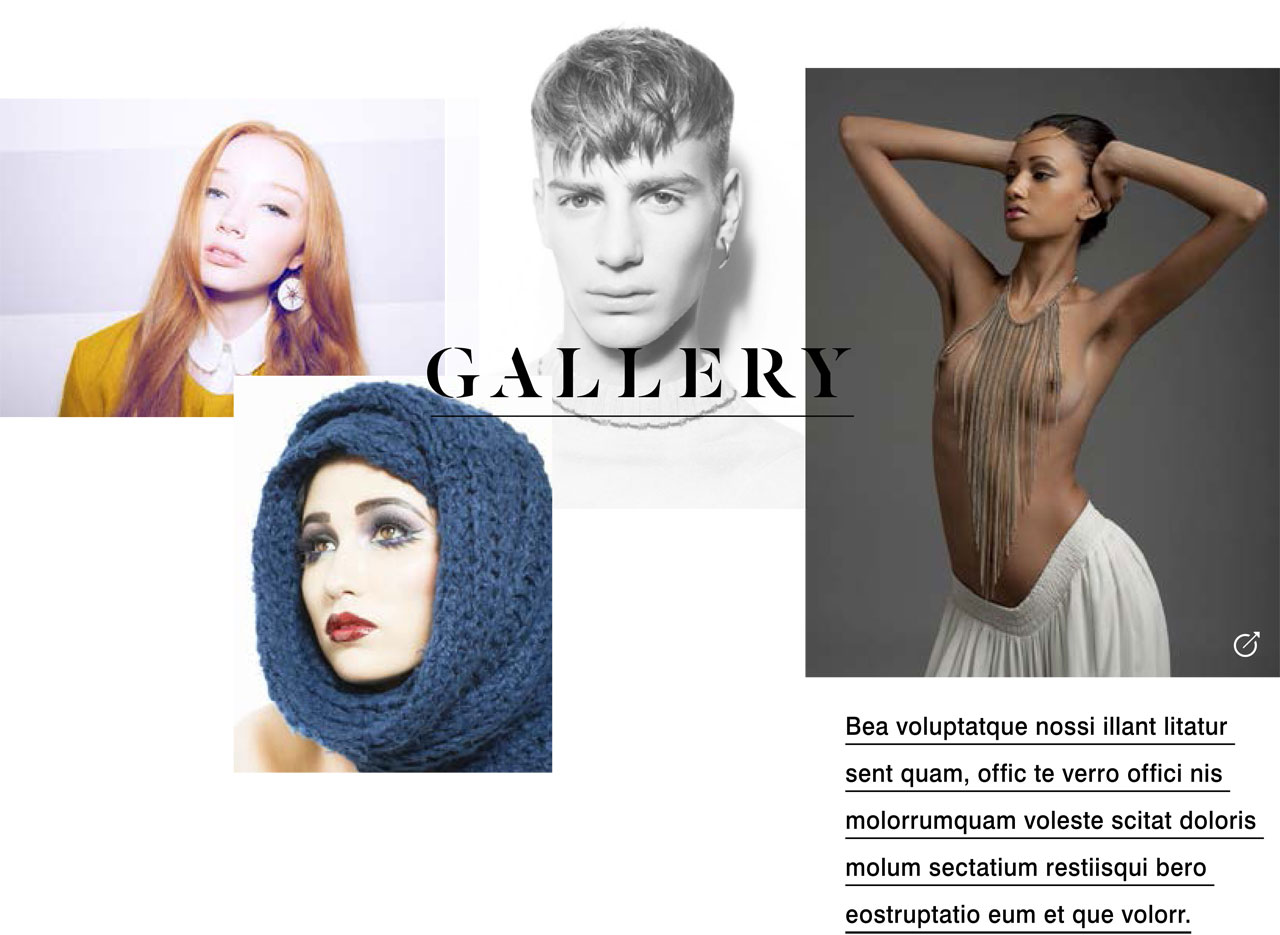 GALLERY
Bea voluptatque nossi illant litatur
sent quam, offic te verro offici nis
molorrumquam voleste scitat doloris
molum sectatium restiisqui bero
eostruptatio eum et que volorr.